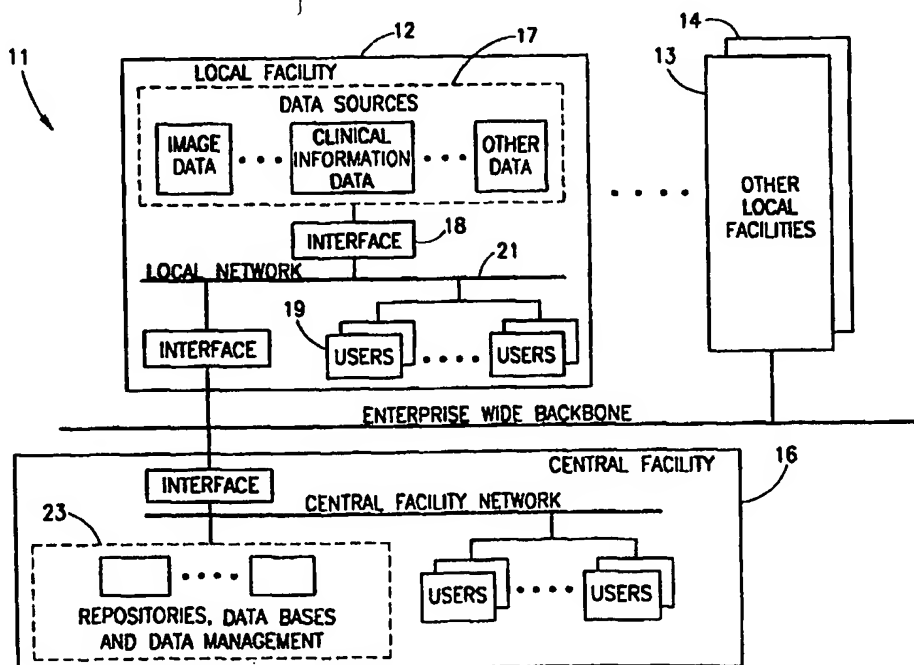 11
12
17
14
13
LOCAL FACILITY
DATA SOURCES
IMAGE
DATA
CLINICAL
INFORMATION
DATA
OTHER
DATA
OTHER
LOCAL
FACILITIES
INTERFACE
18
LOCAL NETWORK
21
19
INTERFACE
USERS
USERS
ENTERPRISE WIDE BACKBONE
CENTRAL FACILITY
16
INTERFACE
CENTRAL FACILITY NETWORK
23
REPOSITORIES, DATA BASES
AND DATA MANAGEMENT
USERS
USERS